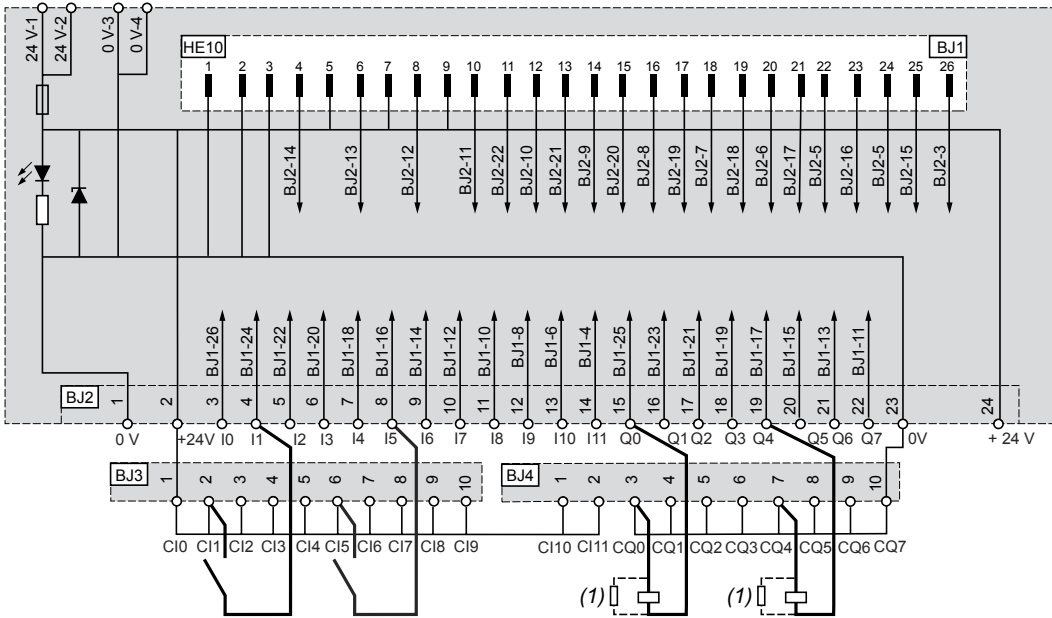 24 V-1 24 V-2 0 V-3 0 V-4
HE10 BJ1
1 2 3 4 5 6 7 8 9 10 11 12 13 14 15 16 17 18 19 20 21 22 23 24 25 26
BJ2-14 BJ2-13 BJ2-12 BJ2-11 BJ2-22 BJ2-10 BJ2-21 BJ2-9 BJ2-20 BJ2-8 BJ2-19 BJ2-7 BJ2-18 BJ2-6 BJ2-17 BJ2-5 BJ2-16 BJ2-5 BJ2-15 BJ2-3
BJ1-26 BJ1-24 BJ1-22 BJ1-20 BJ1-18 BJ1-16 BJ1-14 BJ1-12 BJ1-10 BJ1-8 BJ1-6 BJ1-4 BJ1-25 BJ1-23 BJ1-21 BJ1-19 BJ1-17 BJ1-15 BJ1-13 BJ1-11
BJ2 1 2 3 4 5 6 7 8 9 10 11 12 13 14 15 16 17 18 19 20 21 22 23 24
0 V +24V I0 I1 I2 I3 I4 I5 I6 I7 I8 I9 I10 I11 Q0 Q1 Q2 Q3 Q4 Q5 Q6 Q7 0V + 24 V
BJ3 1 2 3 4 5 6 7 8 9 10 BJ4 1 2 3 4 5 6 7 8 9 10
CI0 CI1 CI2 CI3 CI4 CI5 CI6 CI7 CI8 CI9 CI10 CI11 CQ0 CQ1 CQ2 CQ3 CQ4 CQ5 CQ6 CQ7
(1) (1)